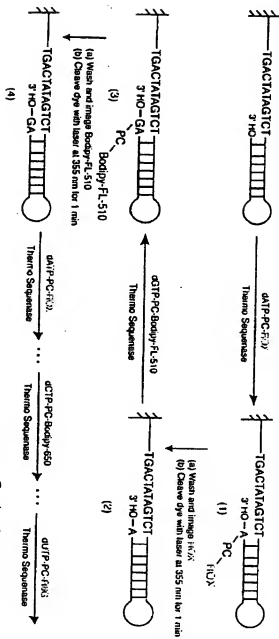 TGACTATAGTCT
3' HO
dATP-PC-ROX
Thermo Sequenase
TGACTATAGTCT
3' HO—A
PC
ROX
(1)
(a) Wash and image ROX
(b) Cleave dye with laser at 355 nm for 1 min
TGACTATAGTCT
3' HO—A
(2)
dGTP-PC-Bodipy-FL-510
Thermo Sequenase
TGACTATAGTCT
3' HO—GA
PC
Bodipy-FL-510
(3)
(a) Wash and image Bodipy-FL-510
(b) Cleave dye with laser at 355 nm for 1 min
TGACTATAGTCT
3' HO—GA
(4)
dATP-PC-ROX
Thermo Sequenase
...
dCTP-PC-Bodipy-650
Thermo Sequenase
...
dUTP-PC-R6G
Thermo Sequenase